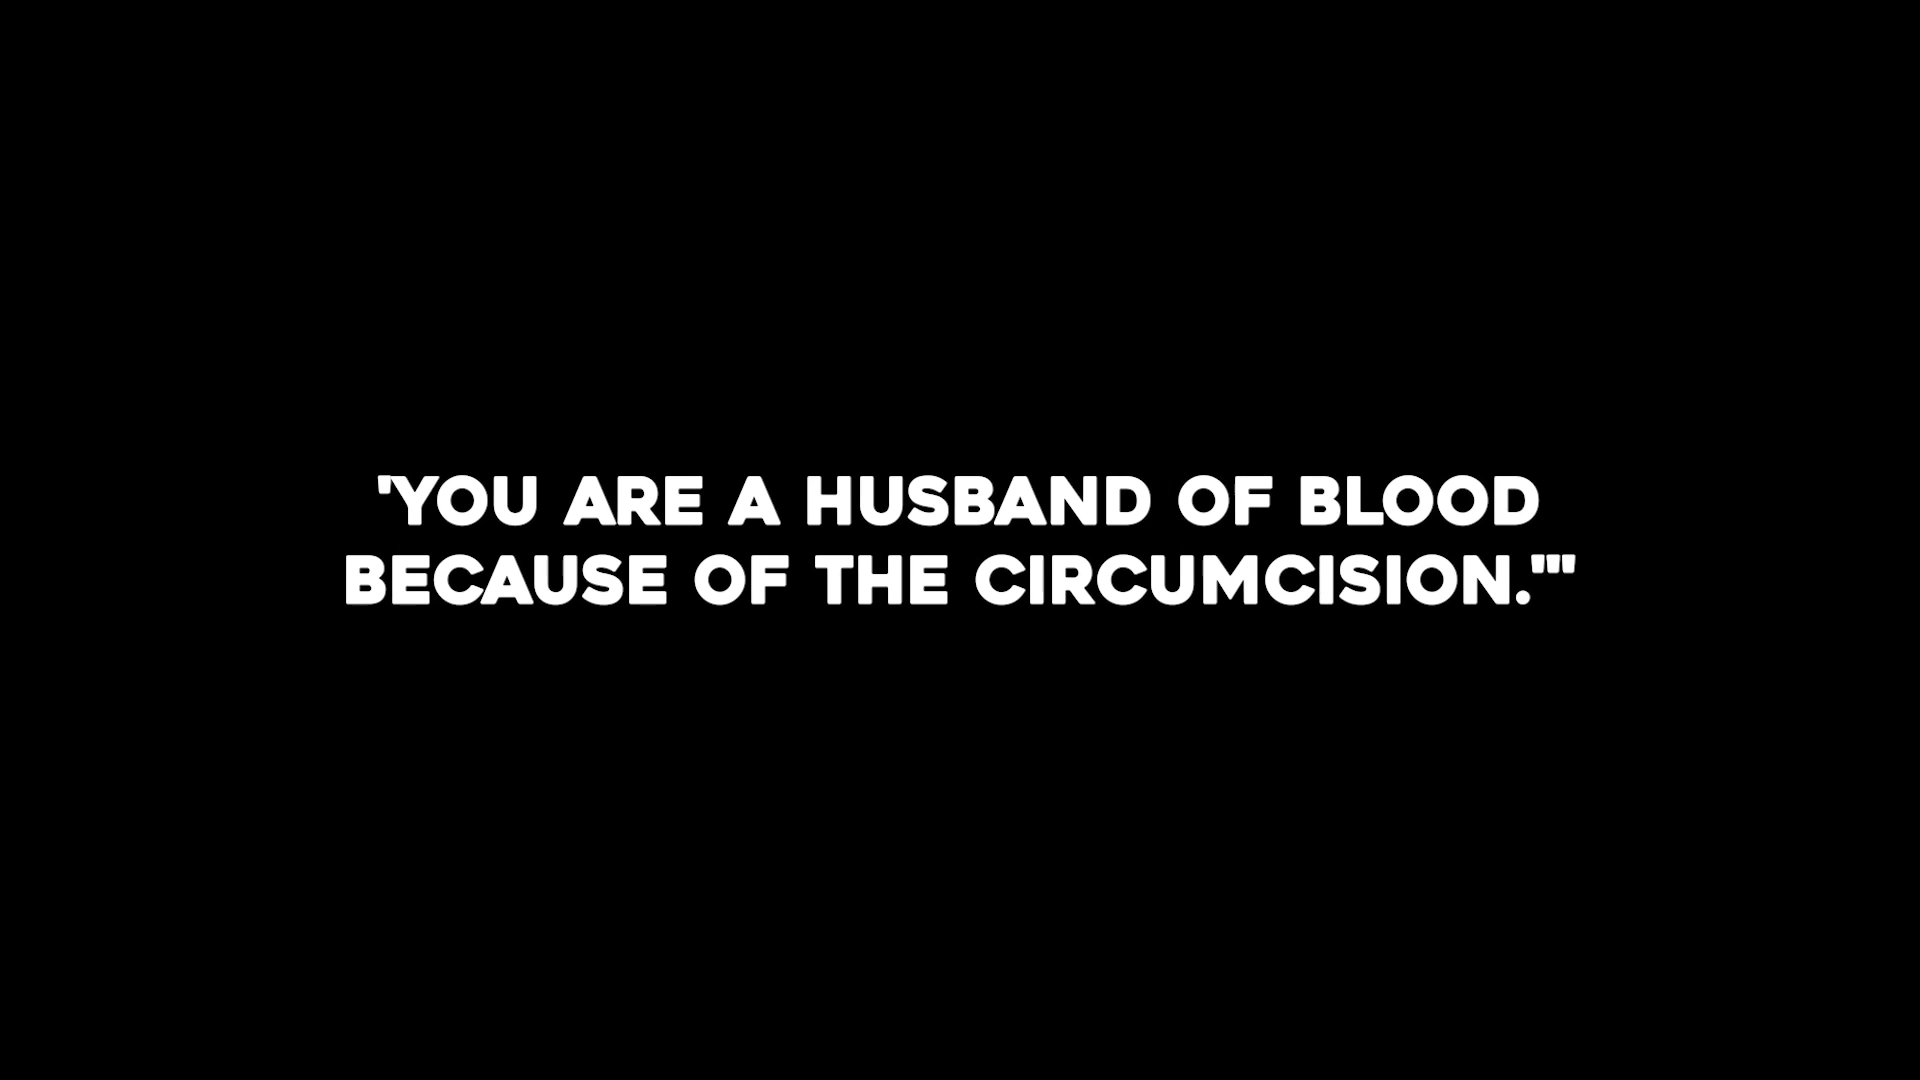 'YOU ARE A HUSBAND OF BLOOD
BECAUSE OF THE CIRCUMCISION.'"